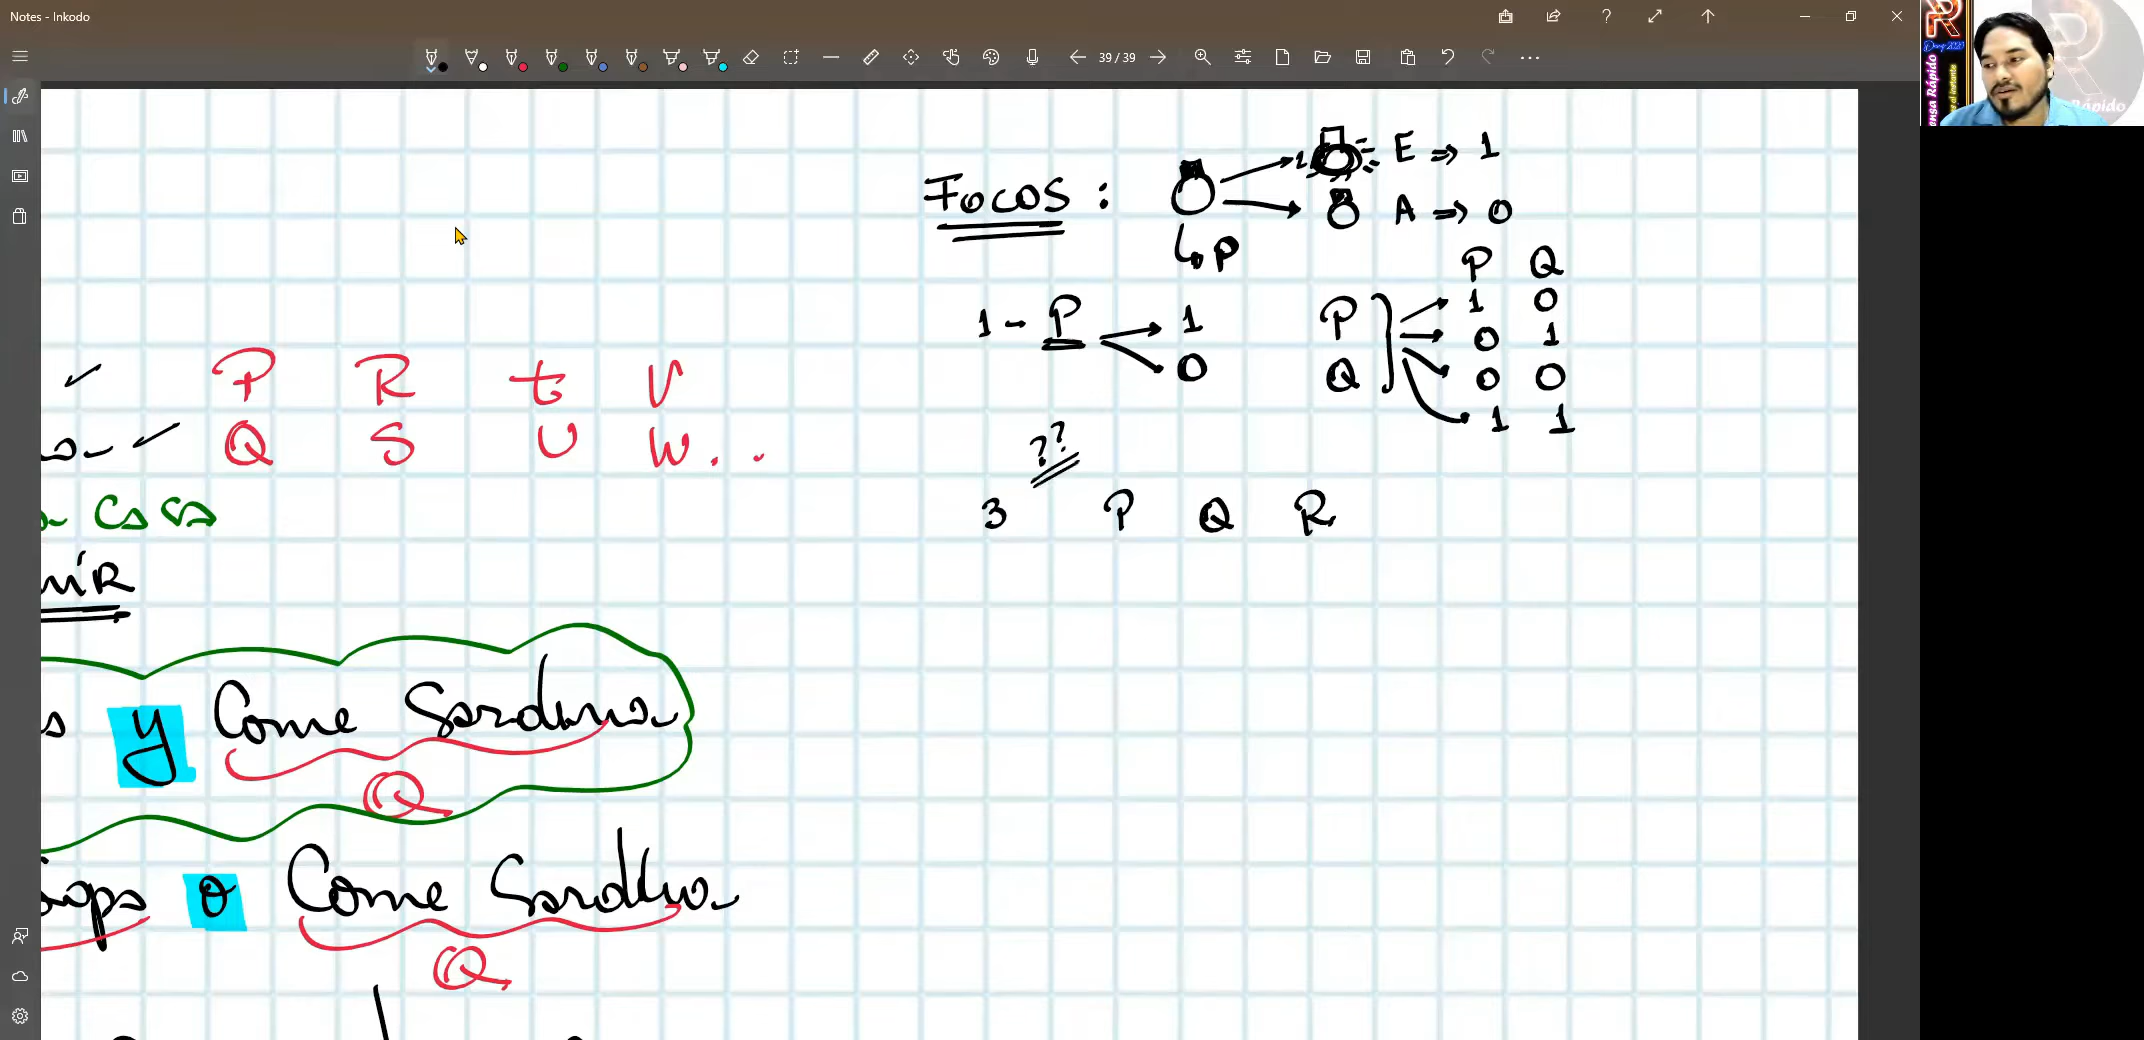 Notes - Inkodo
39 / 39
Focos : E ⇒ 1
A ⇒ 0
↳ P
P Q
1 - P 1
0
P
Q
1 0
0 1
0 0
1 1
??
3 P Q R
P R t V
Q S U W . .
Y Come Sardina
Q
o Come Sardina
Q
Rápido